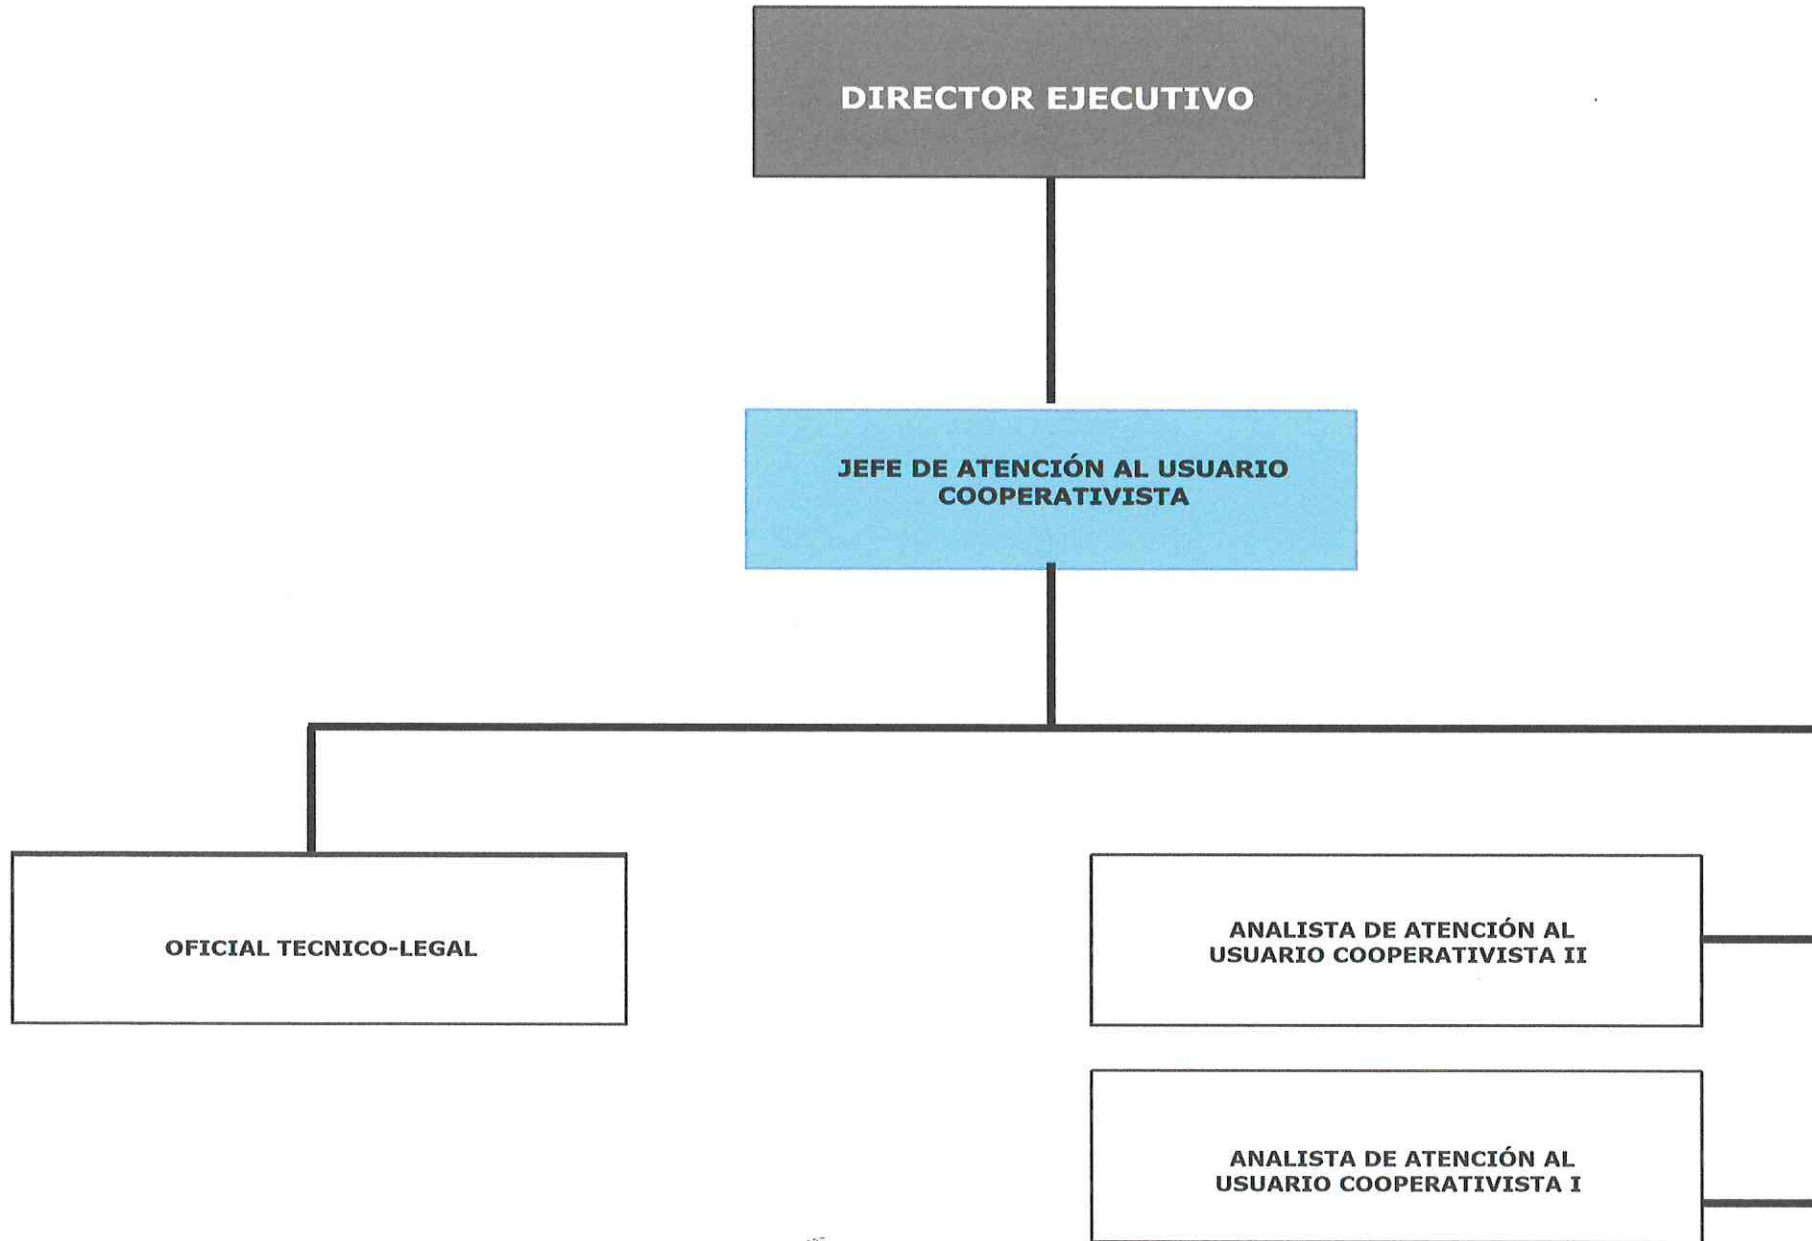 DIRECTOR EJECUTIVO
JEFE DE ATENCIÓN AL USUARIO
COOPERATIVISTA
OFICIAL TECNICO-LEGAL
ANALISTA DE ATENCIÓN AL
USUARIO COOPERATIVISTA II
ANALISTA DE ATENCIÓN AL
USUARIO COOPERATIVISTA I